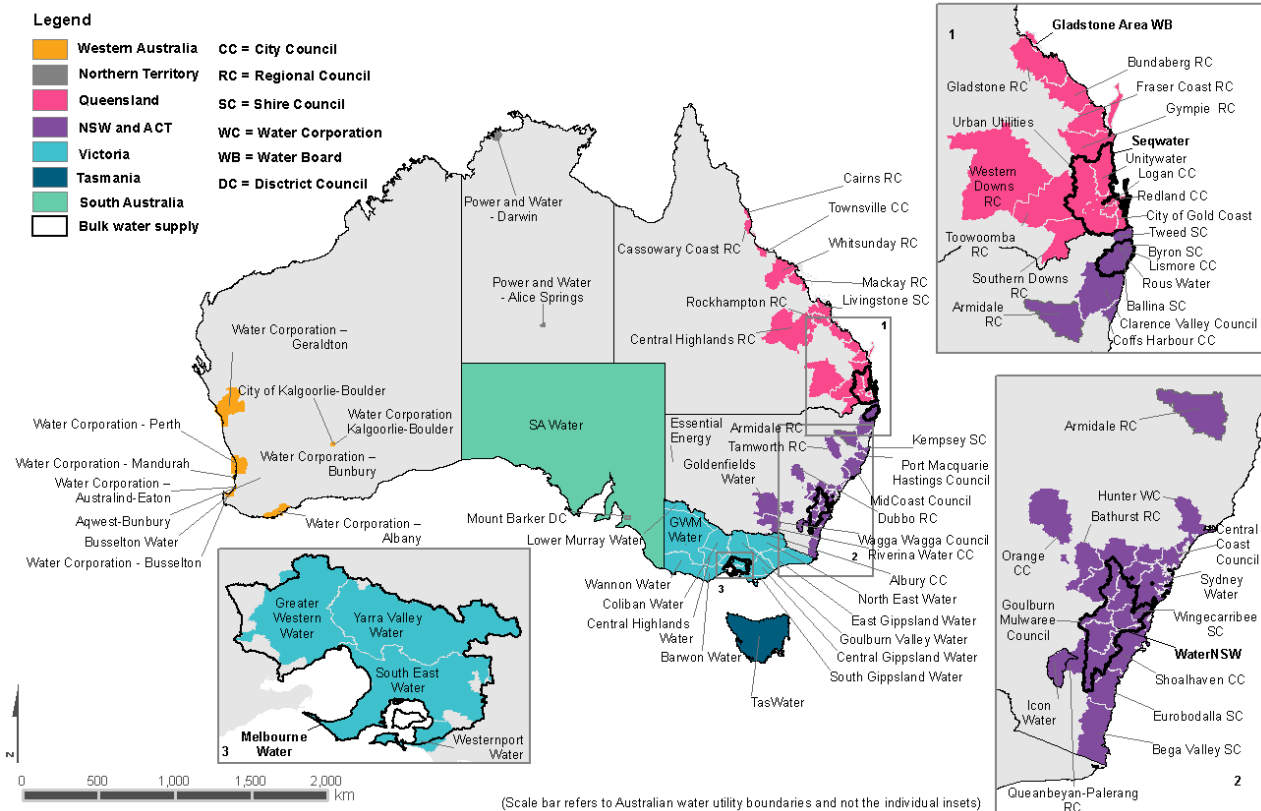 Legend
Western Australia
Northern Territory
Queensland
NSW and ACT
Victoria
Tasmania
South Australia
Bulk water supply
CC = City Council
RC = Regional Council
SC = Shire Council
WC = Water Corporation
WB = Water Board
DC = Disctrict Council
Power and Water
- Darwin
Power and Water
- Alice Springs
Cairns RC
Townsville CC
Cassowary Coast RC
Whitsunday RC
Mackay RC
Livingstone SC
Rockhampton RC
Central Highlands RC
1
Water Corporation –
Geraldton
City of Kalgoorlie-Boulder
Water Corporation
Kalgoorlie-Boulder
Water Corporation - Perth
Water Corporation –
Bunbury
Water Corporation - Mandurah
Water Corporation –
Australind-Eaton
Aqwest-Bunbury
Busselton Water
Water Corporation - Busselton
Water Corporation –
Albany
SA Water
Mount Barker DC
Lower Murray Water
Essential
Energy
Goldenfields
Water
Armidale RC
Tamworth RC
Kempsey SC
Port Macquarie
Hastings Council
MidCoast Council
Dubbo RC
Wagga Wagga Council
Riverina Water CC
2
Albury CC
GWM
Water
3
North East Water
East Gippsland Water
Goulburn Valley Water
Central Gippsland Water
South Gippsland Water
Wannon Water
Coliban Water
Central Highlands
Water
Barwon Water
TasWater
1
Gladstone Area WB
Bundaberg RC
Gladstone RC
Fraser Coast RC
Gympie RC
Urban Utilities
Seqwater
Unitywater
Logan CC
Western
Downs
RC
Redland CC
City of Gold Coast
Toowoomba
RC
Tweed SC
Byron SC
Lismore CC
Southern Downs
RC
Rous Water
Armidale
RC
Ballina SC
Clarence Valley Council
Coffs Harbour CC
Armidale RC
Hunter WC
Bathurst RC
Orange
CC
Central
Coast
Council
Sydney
Water
Goulburn
Mulwaree
Council
Wingecarribee
SC
WaterNSW
Shoalhaven CC
Icon
Water
Eurobodalla SC
Bega Valley SC
Queanbeyan-Palerang
RC
2
Greater
Western
Water
Yarra Valley
Water
South East
Water
Melbourne
Water
Westernport
Water
3
z
0 500 1,000 1,500 2,000
km
(Scale bar refers to Australian water utility boundaries and not the individual insets)